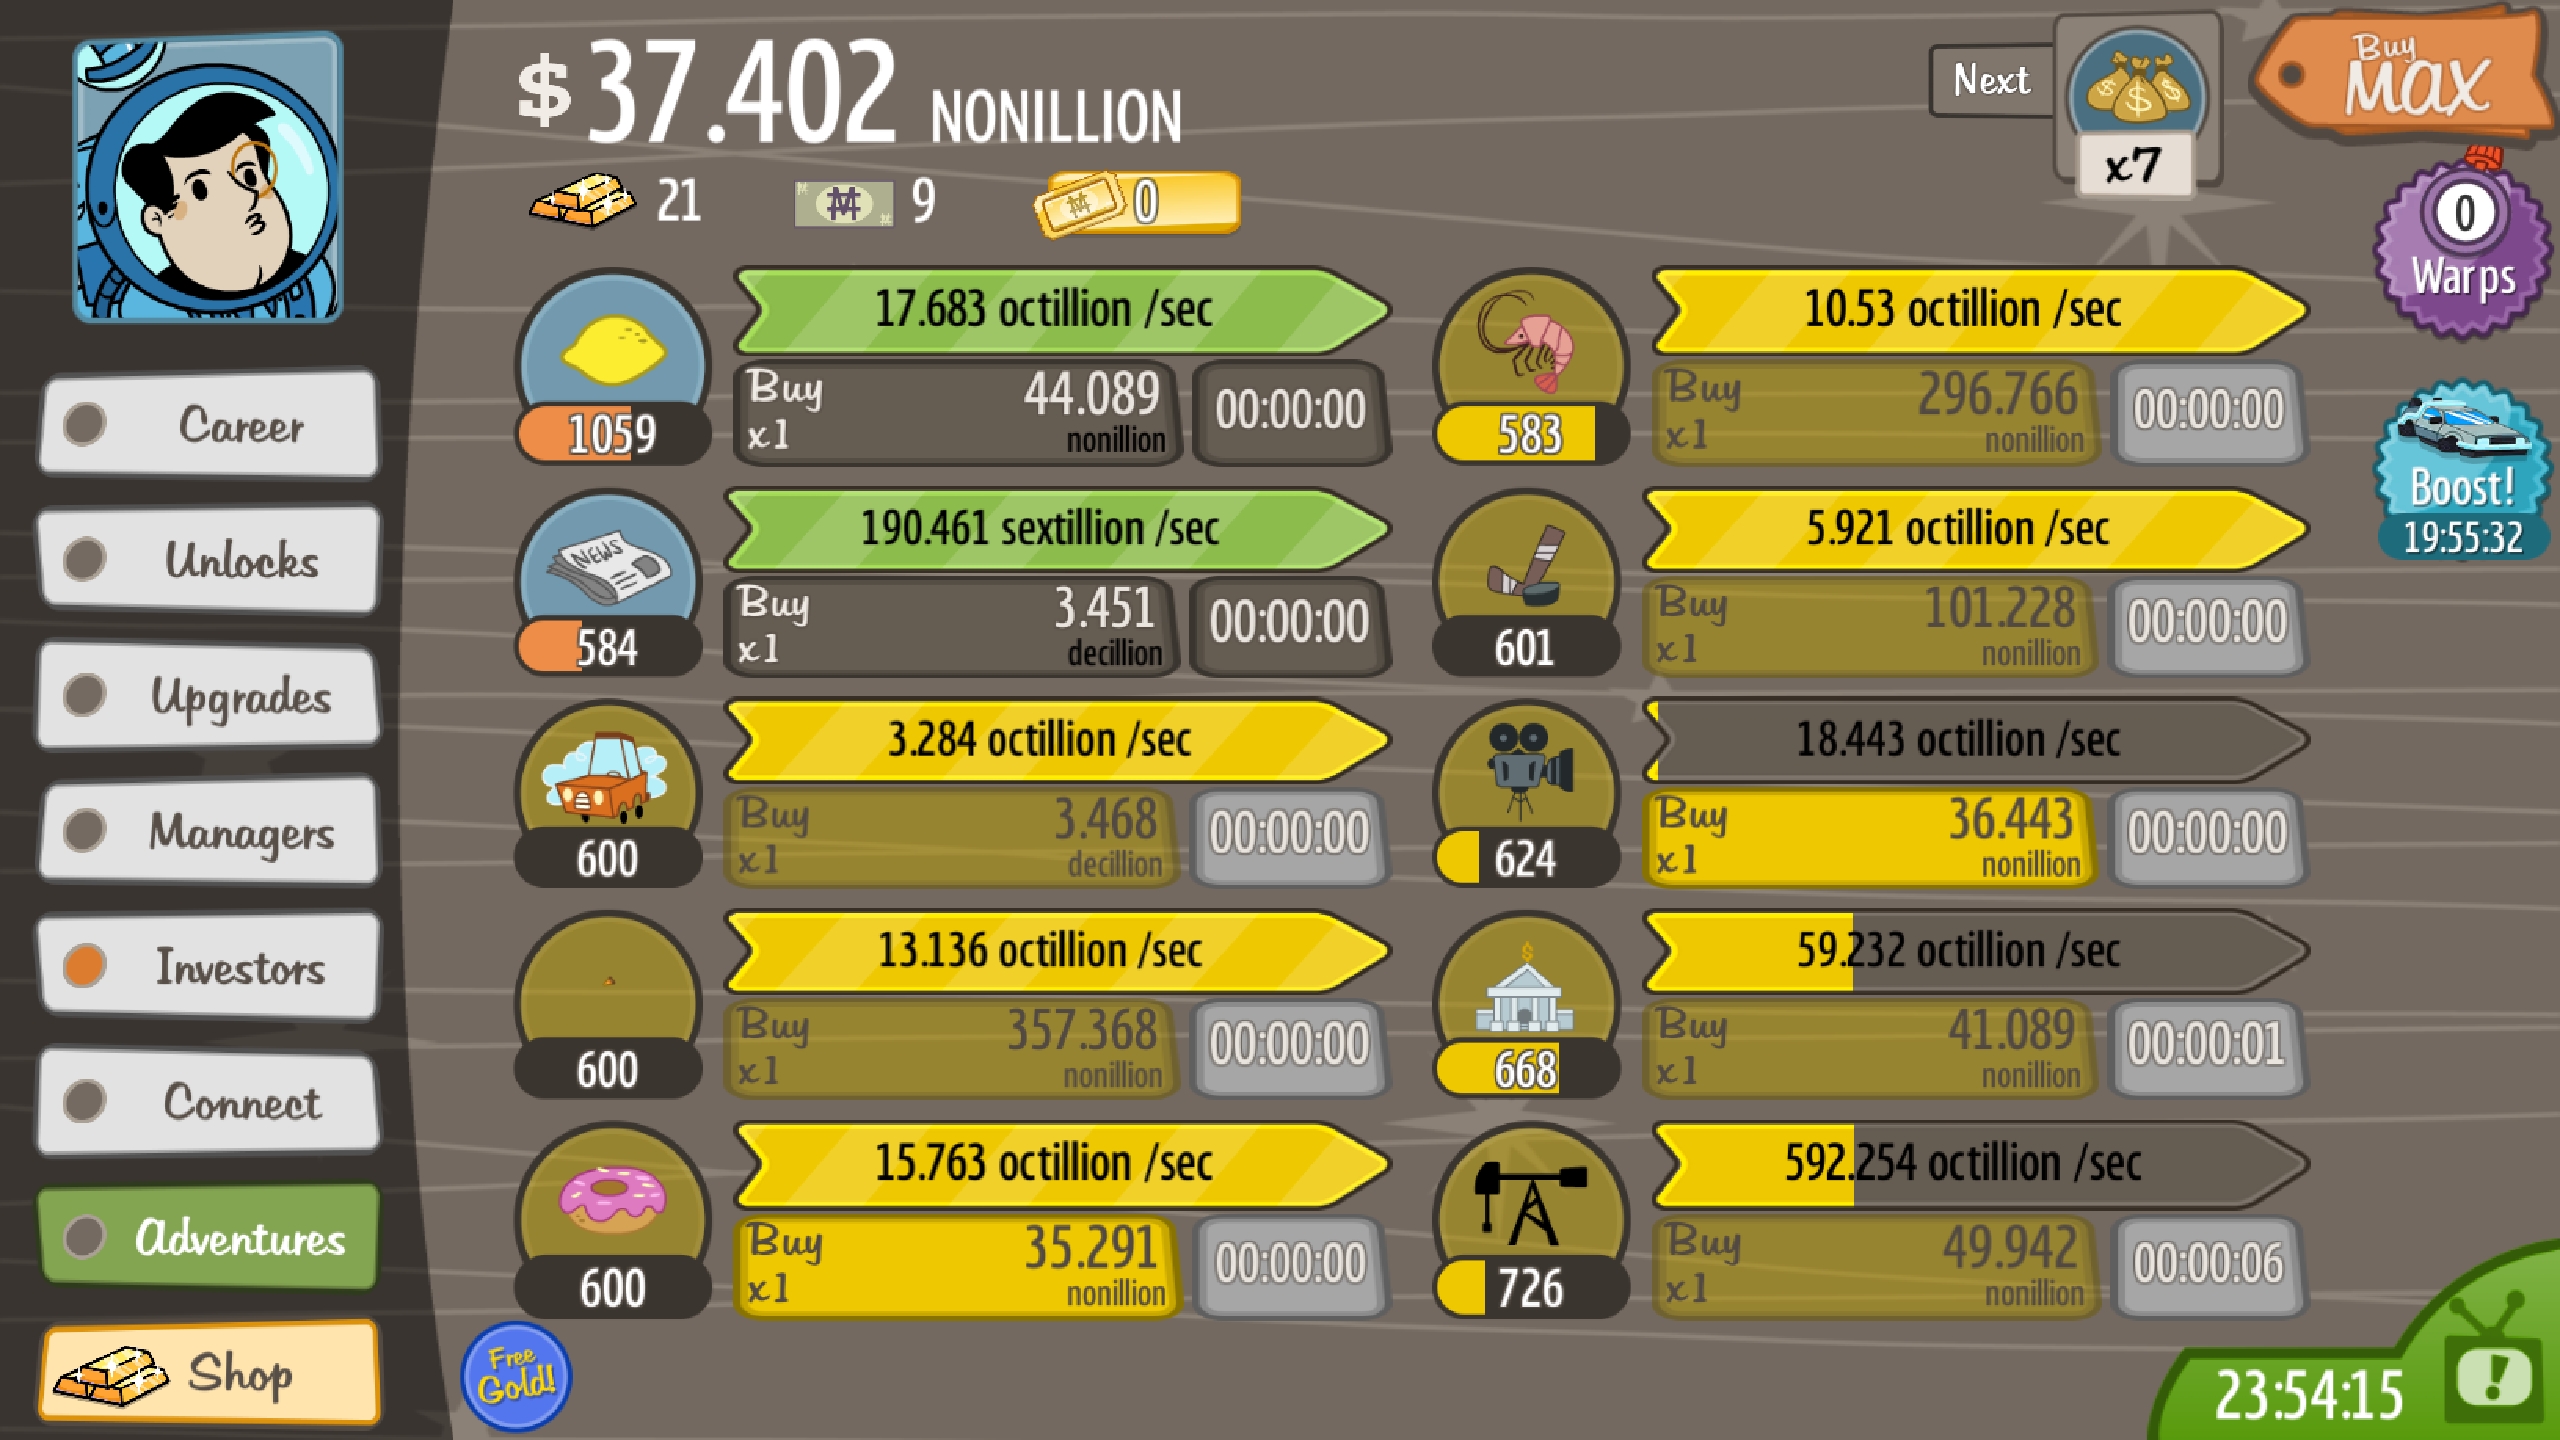 $ 37.402 NONILLION
Next
x7
Buy
MAX
21
9
0
0
Warps
Boost!
19:55:32
Career
Unlocks
Upgrades
Managers
Investors
Connect
Adventures
Shop
17.683 octillion /sec
Buy x1
44.089 nonillion
00:00:00
1059
190.461 sextillion /sec
NEWS
Buy x1
3.451 decillion
00:00:00
584
3.284 octillion /sec
Buy x1
3.468 decillion
00:00:00
600
13.136 octillion /sec
Buy x1
357.368 nonillion
00:00:00
600
15.763 octillion /sec
Buy x1
35.291 nonillion
00:00:00
600
10.53 octillion /sec
Buy x1
296.766 nonillion
00:00:00
583
5.921 octillion /sec
Buy x1
101.228 nonillion
00:00:00
601
18.443 octillion /sec
Buy x1
36.443 nonillion
00:00:00
624
59.232 octillion /sec
Buy x1
41.089 nonillion
00:00:01
668
592.254 octillion /sec
Buy x1
49.942 nonillion
00:00:06
726
Free
Gold!
23:54:15
!